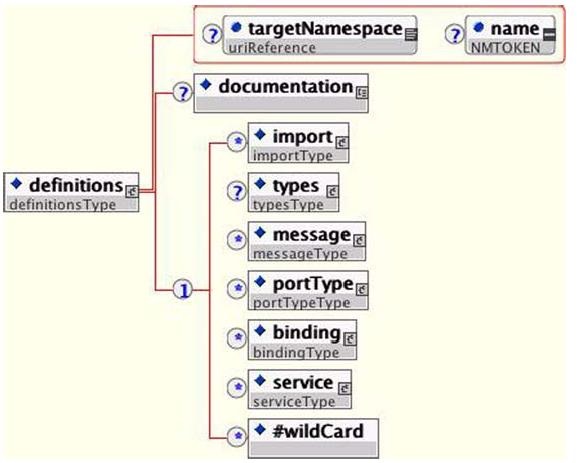 ? targetNamespace ? name
uriReference NMTOKEN
? documentation
* import
importType
definitions
definitionsType
? types
typesType
* message
messageType
1
* portType
portTypeType
* binding
bindingType
* service
serviceType
* #wildCard